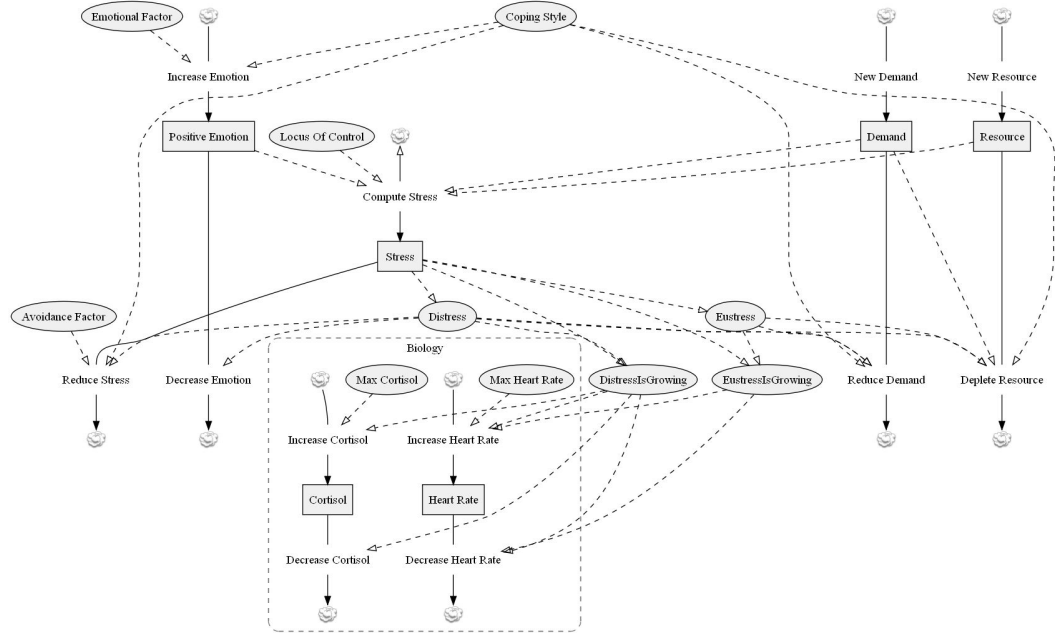 Emotional Factor
Coping Style
Increase Emotion
New Demand
New Resource
Positive Emotion
Locus Of Control
Demand
Resource
Compute Stress
Stress
Avoidance Factor
Distress
Eustress
Biology
Reduce Stress
Decrease Emotion
Max Cortisol
Max Heart Rate
DistressIsGrowing
EustressIsGrowing
Reduce Demand
Deplete Resource
Increase Cortisol
Increase Heart Rate
Cortisol
Heart Rate
Decrease Cortisol
Decrease Heart Rate